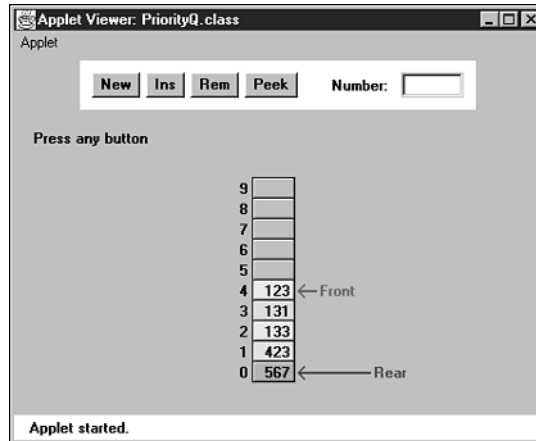 Applet Viewer: PriorityQ.class
Applet
New Ins Rem Peek Number:
Press any button
9
8
7
6
5
4 123 Front
3 131
2 133
1 423
0 567 Rear
Applet started.